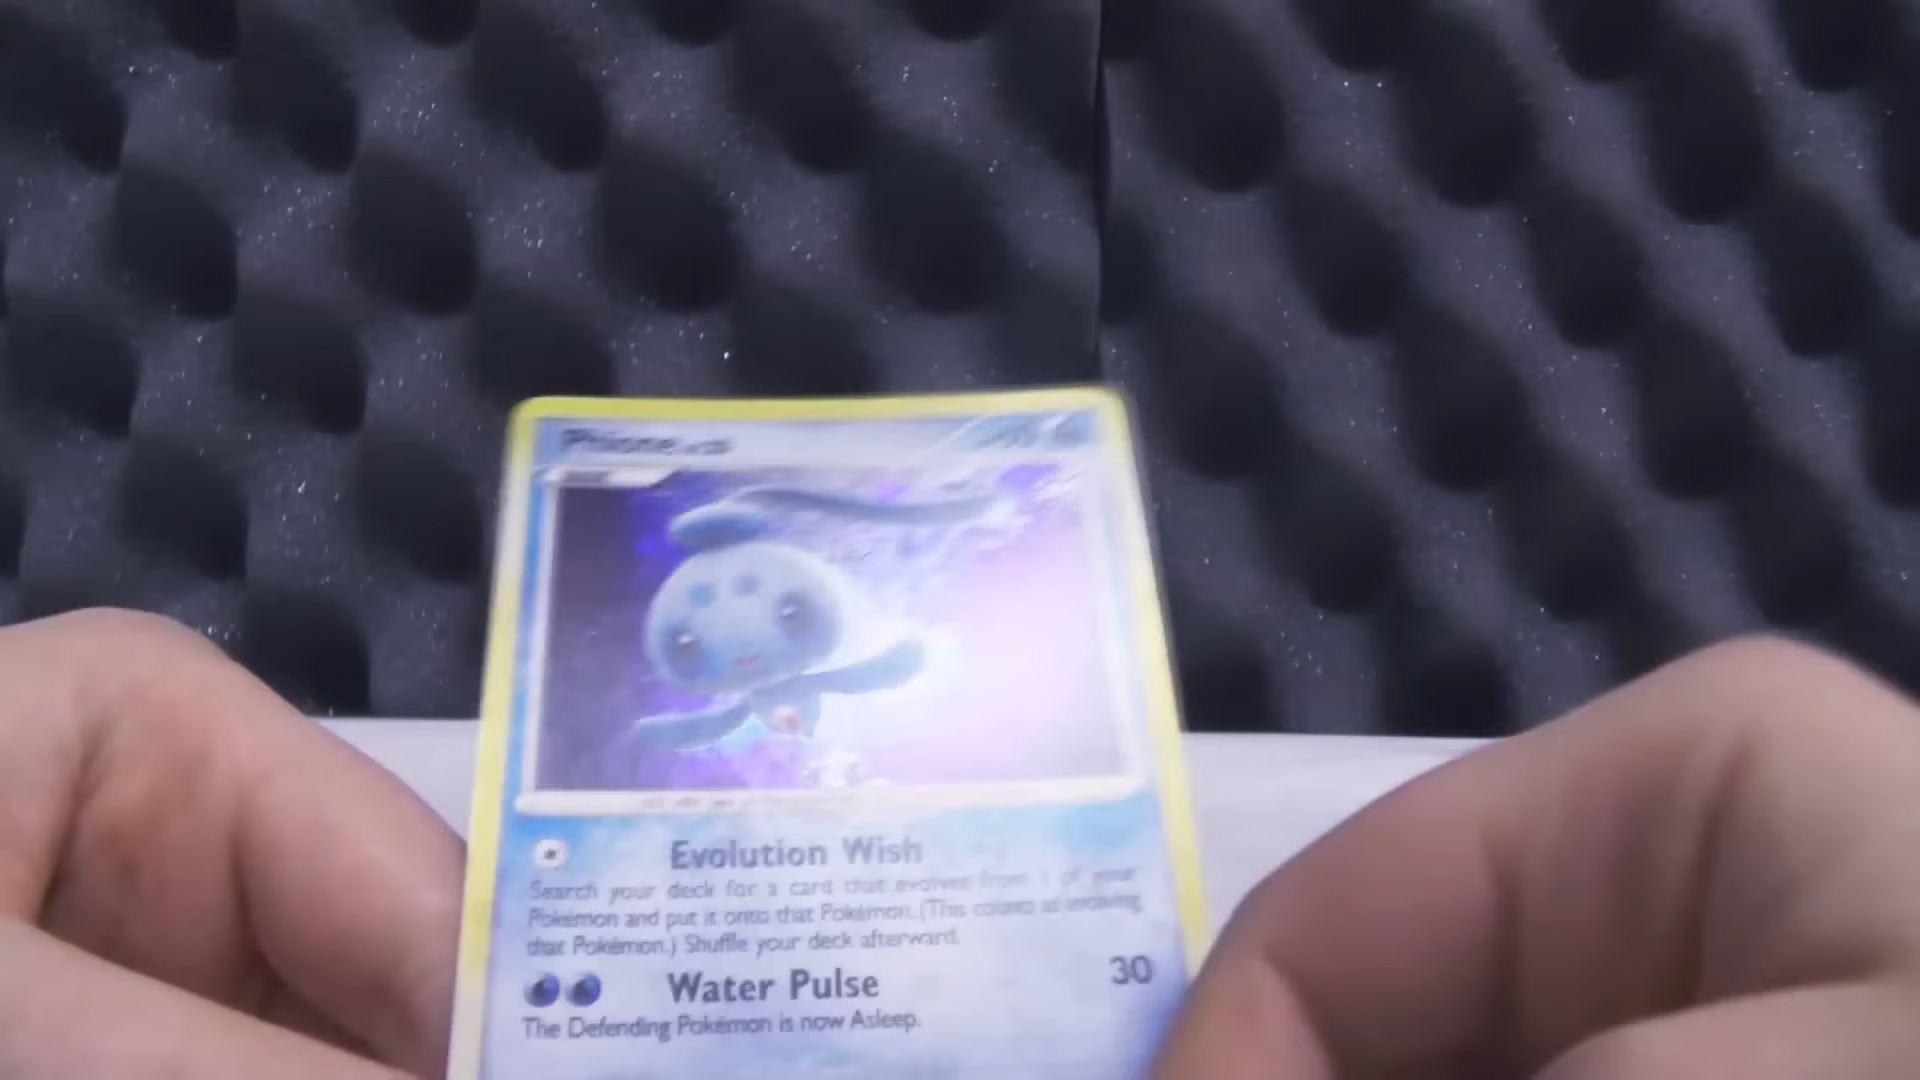 Phione
Evolution Wish
Search your deck for a card that evolves from 1 of your
Pokémon and put it onto that Pokémon. (This counts as evolving
that Pokémon.) Shuffle your deck afterward.
Water Pulse 30
The Defending Pokémon is now Asleep.